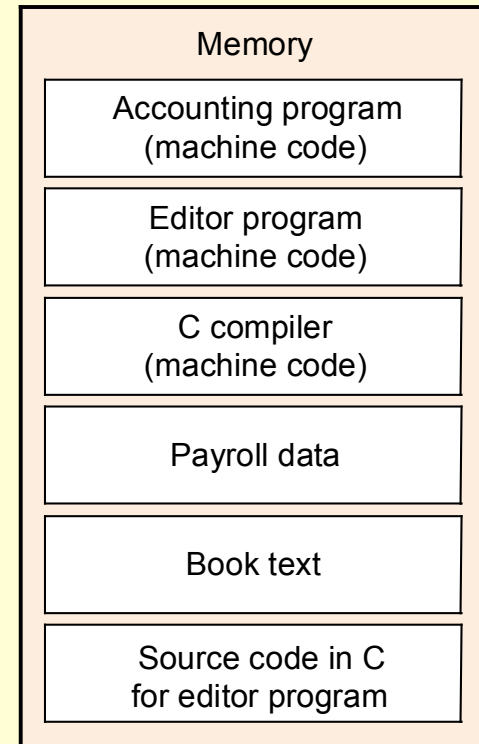 Memory
Accounting program
(machine code)
Editor program
(machine code)
C compiler
(machine code)
Payroll data
Book text
Source code in C
for editor program